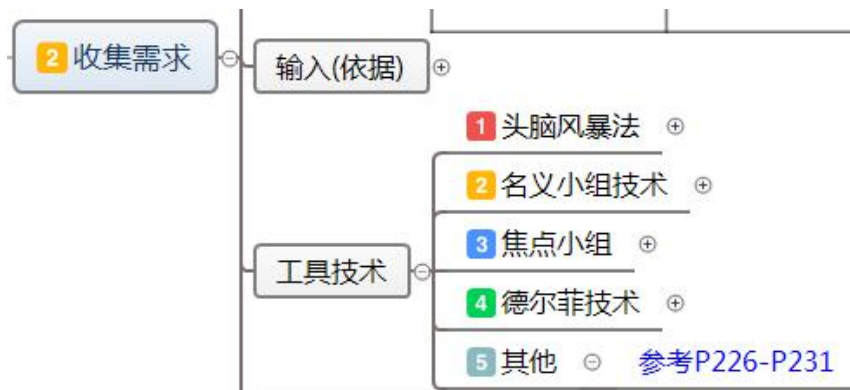 2 收集需求
输入(依据)
工具技术
1 头脑风暴法
2 名义小组技术
3 焦点小组
4 德尔菲技术
5 其他
参考P226-P231